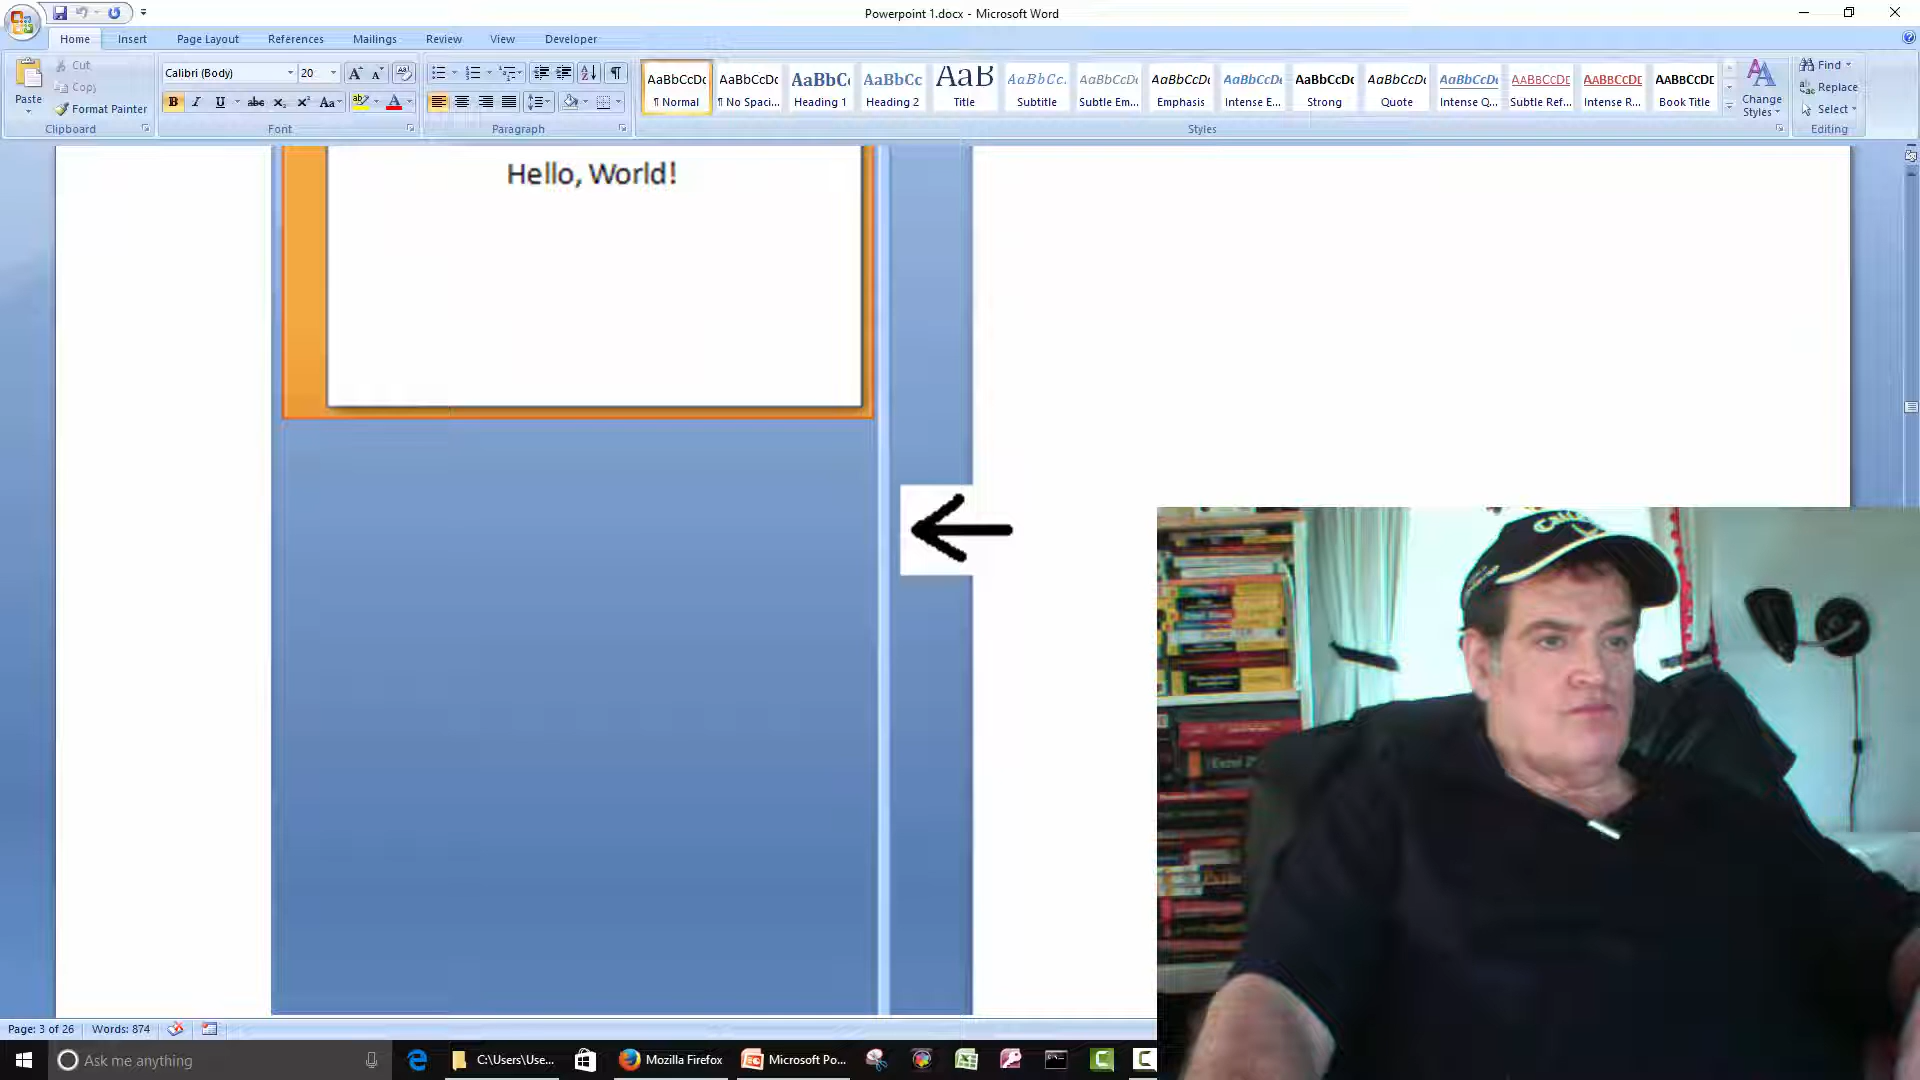 Powerpoint 1.docx - Microsoft Word
Home Insert Page Layout References Mailings Review View Developer
Paste
Cut
Copy
Format Painter
Clipboard
Calibri (Body) 20
B I U abc X₂ X² Aa A
Font
Paragraph
AaBbCcDc AaBbCcDc AaBbC AaBbCc AaB AaBbCc. AaBbCcDc AaBbCcDc AaBbCcDc AaBbCcDc AaBbCcDc AaBbCcDc AABBCCDE AABBCCDE AABBCCDE
¶ Normal ¶ No Spaci... Heading 1 Heading 2 Title Subtitle Subtle Em... Emphasis Intense E... Strong Quote Intense Q... Subtle Ref... Intense R... Book Title
Styles
Change
Styles
Find
Replace
Select
Editing
Hello, World!
Page: 3 of 26 Words: 874
Ask me anything
C:\Users\Use...
Mozilla Firefox
Microsoft Po...